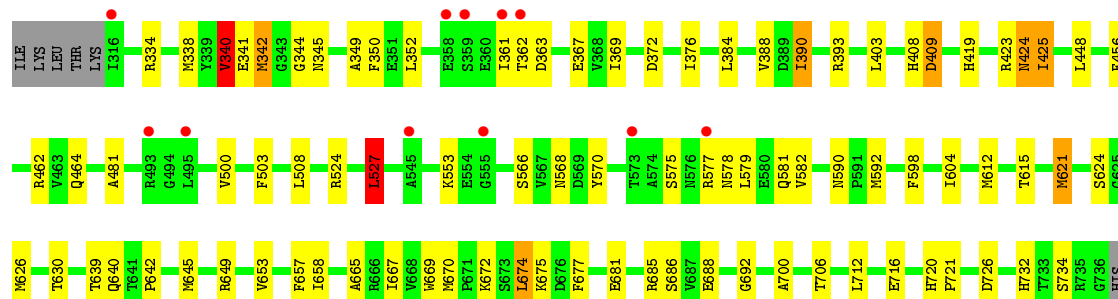 ILE LYS LEU THR LYS I316 R334 M338 Y339 V340 E341 M342 G343 G344 N345 A349 F350 E351 L352 E358 S359 E360 I361 T362 D363 E367 V368 I369 D372 I376 L384 V388 D389 I390 R393 L403 H408 D409 H419 R423 N424 I425 L448
R462 V463 Q464 A481 R493 G494 L495 V500 F503 L508 R524 L527 A545 K553 E554 G555 S566 V567 N568 D569 Y570 T573 A574 S575 N576 R577 N578 L579 E580 Q581 V582 N590 P591 M592 F598 I604 M612 T615 M621 S624
M626 T630 T639 Q640 T641 P642 M645 R649 V653 F657 I658 A665 R666 I667 V668 W669 M670 P671 K672 S673 L674 K675 D676 F677 E681 R685 S686 V687 E688 G692 A700 T706 L712 E716 H720 P721 D726 H732 T733 S734 R735 G736